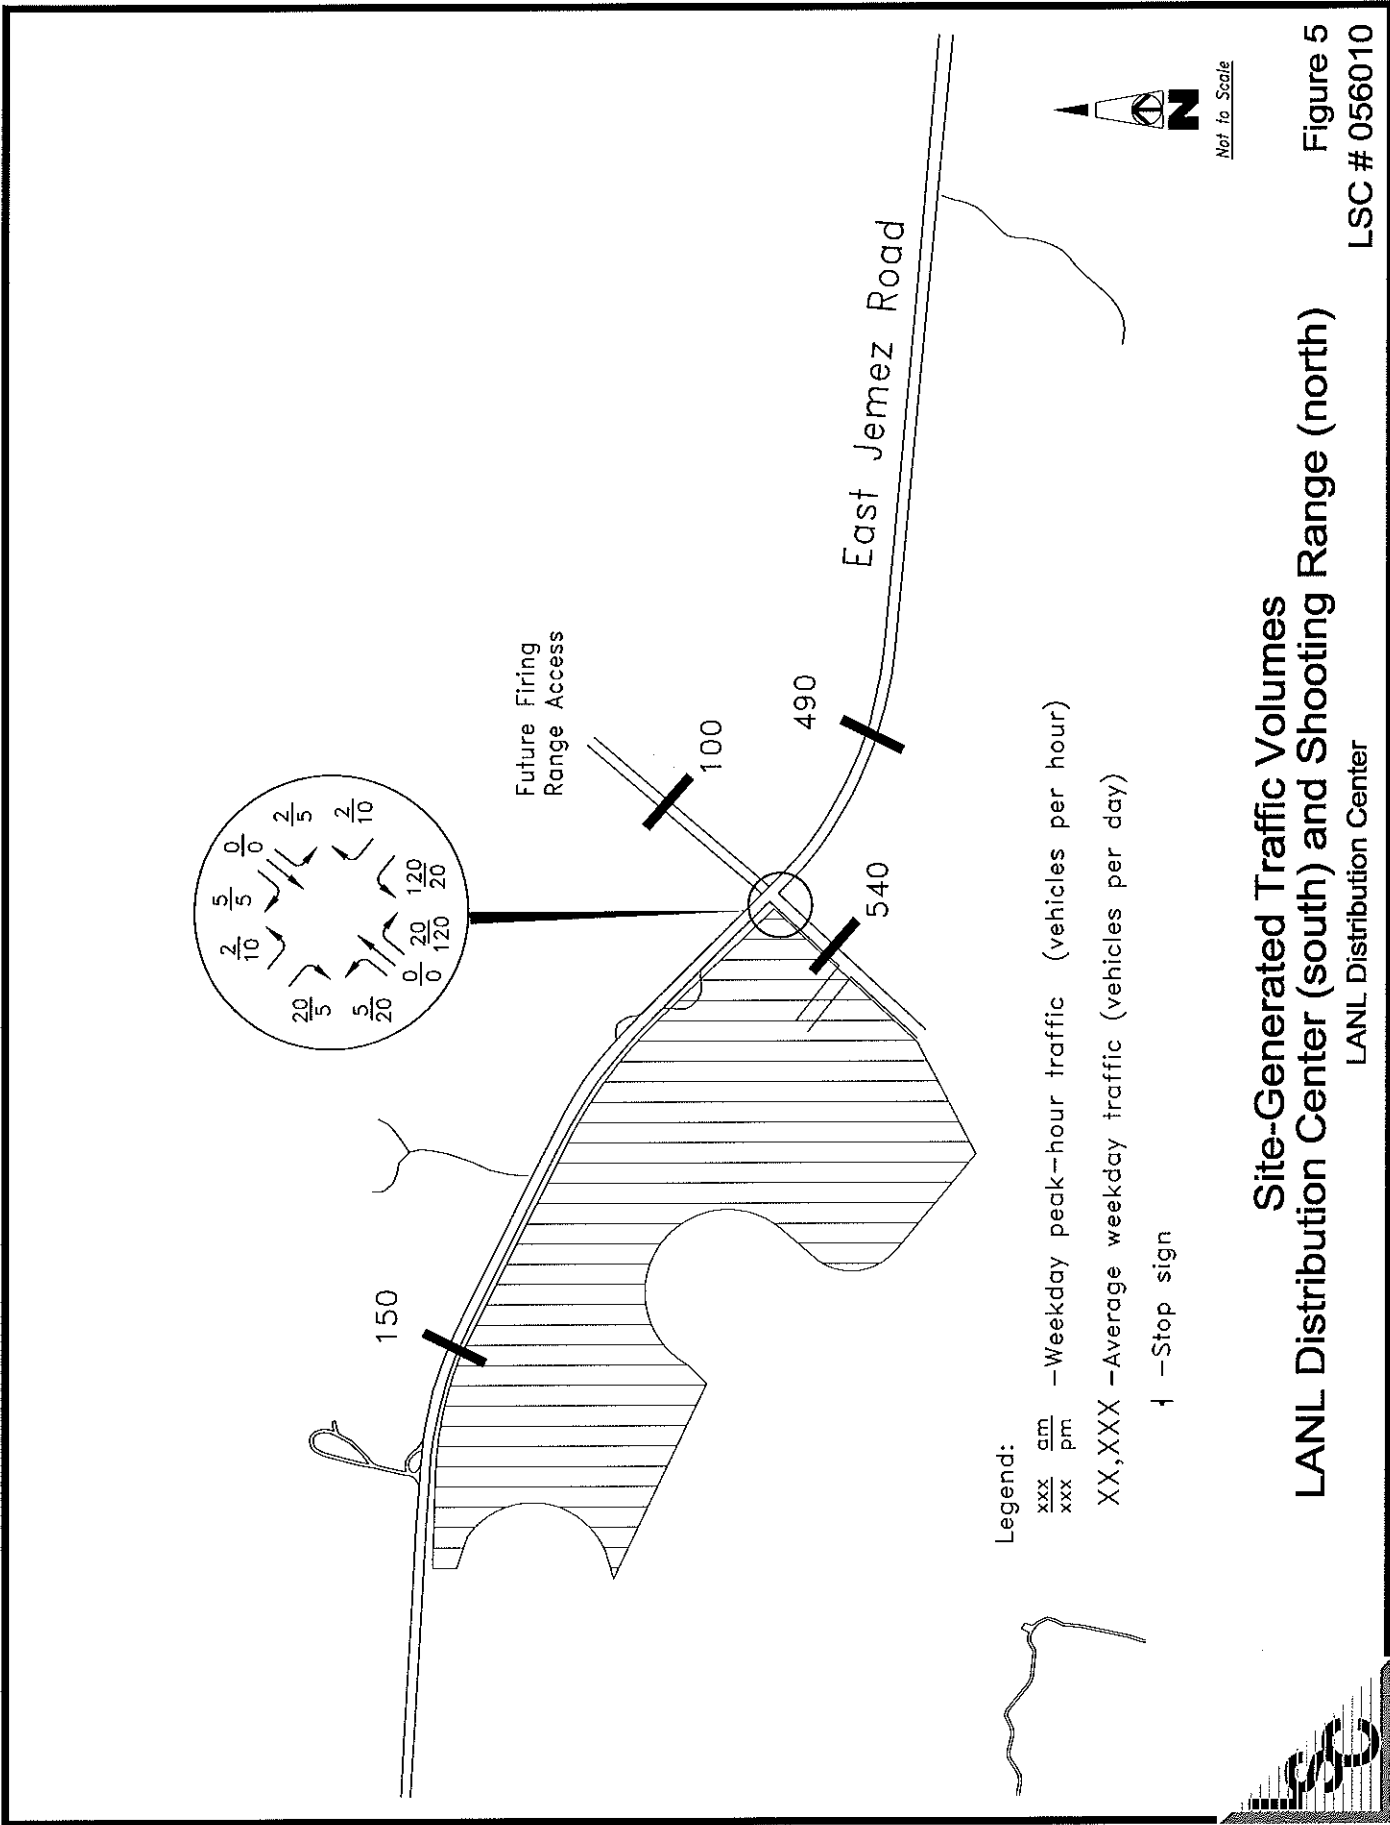 2/10
5/5
0/0
2/5
2/10
20/5
5/20
0/0
20/120
120/20
Future Firing
Range Access
150
100
490
540
East Jemez Road
N
Not to Scale
Legend:
xxx am -Weekday peak-hour traffic (vehicles per hour)
xxx pm
XX,XXX -Average weekday traffic (vehicles per day)
-Stop sign
Site-Generated Traffic Volumes
LANL Distribution Center (south) and Shooting Range (north)
LANL Distribution Center
Figure 5
LSC # 056010
LSC